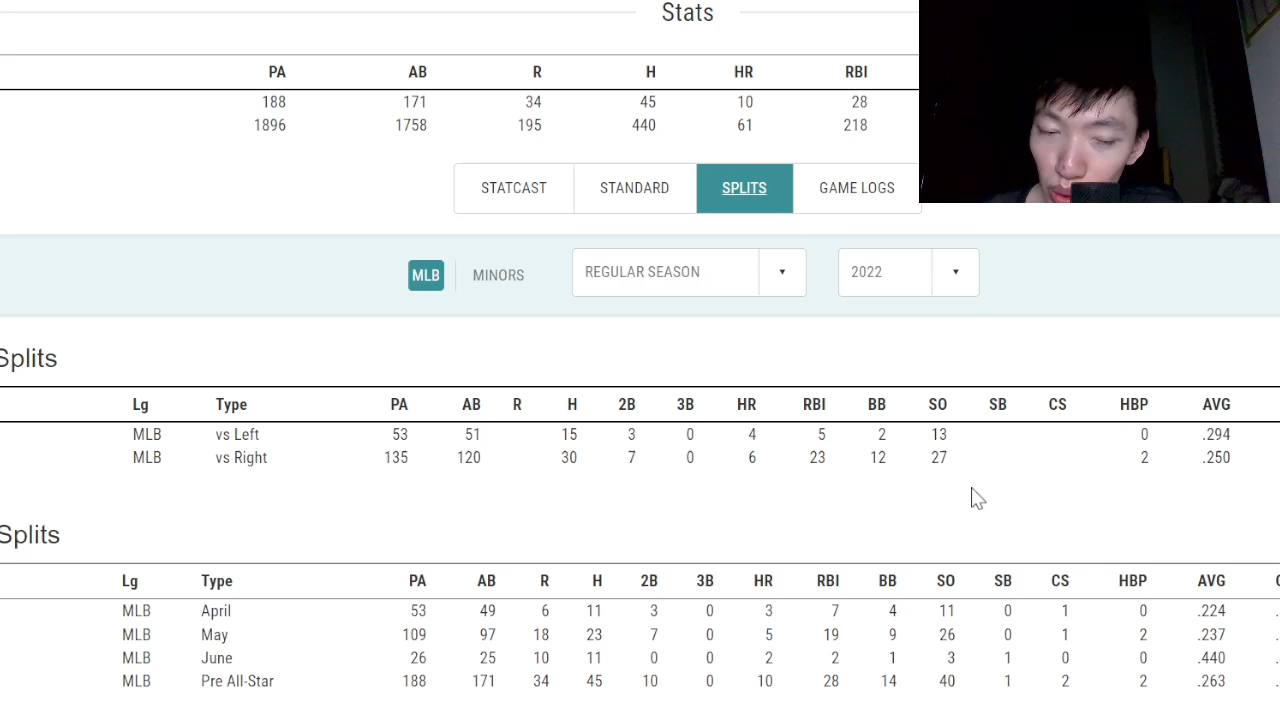 Stats
PA AB R H HR RBI
188 171 34 45 10 28
1896 1758 195 440 61 218
STATCAST STANDARD SPLITS GAME LOGS
MLB MINORS REGULAR SEASON 2022
Splits
Lg Type PA AB R H 2B 3B HR RBI BB SO SB CS HBP AVG
MLB vs Left 53 51 15 3 0 4 5 2 13 0 .294
MLB vs Right 135 120 30 7 0 6 23 12 27 2 .250
Splits
Lg Type PA AB R H 2B 3B HR RBI BB SO SB CS HBP AVG
MLB April 53 49 6 11 3 0 3 7 4 11 0 1 0 .224
MLB May 109 97 18 23 7 0 5 19 9 26 0 1 2 .237
MLB June 26 25 10 11 0 0 2 2 1 3 1 0 0 .440
MLB Pre All-Star 188 171 34 45 10 0 10 28 14 40 1 2 2 .263